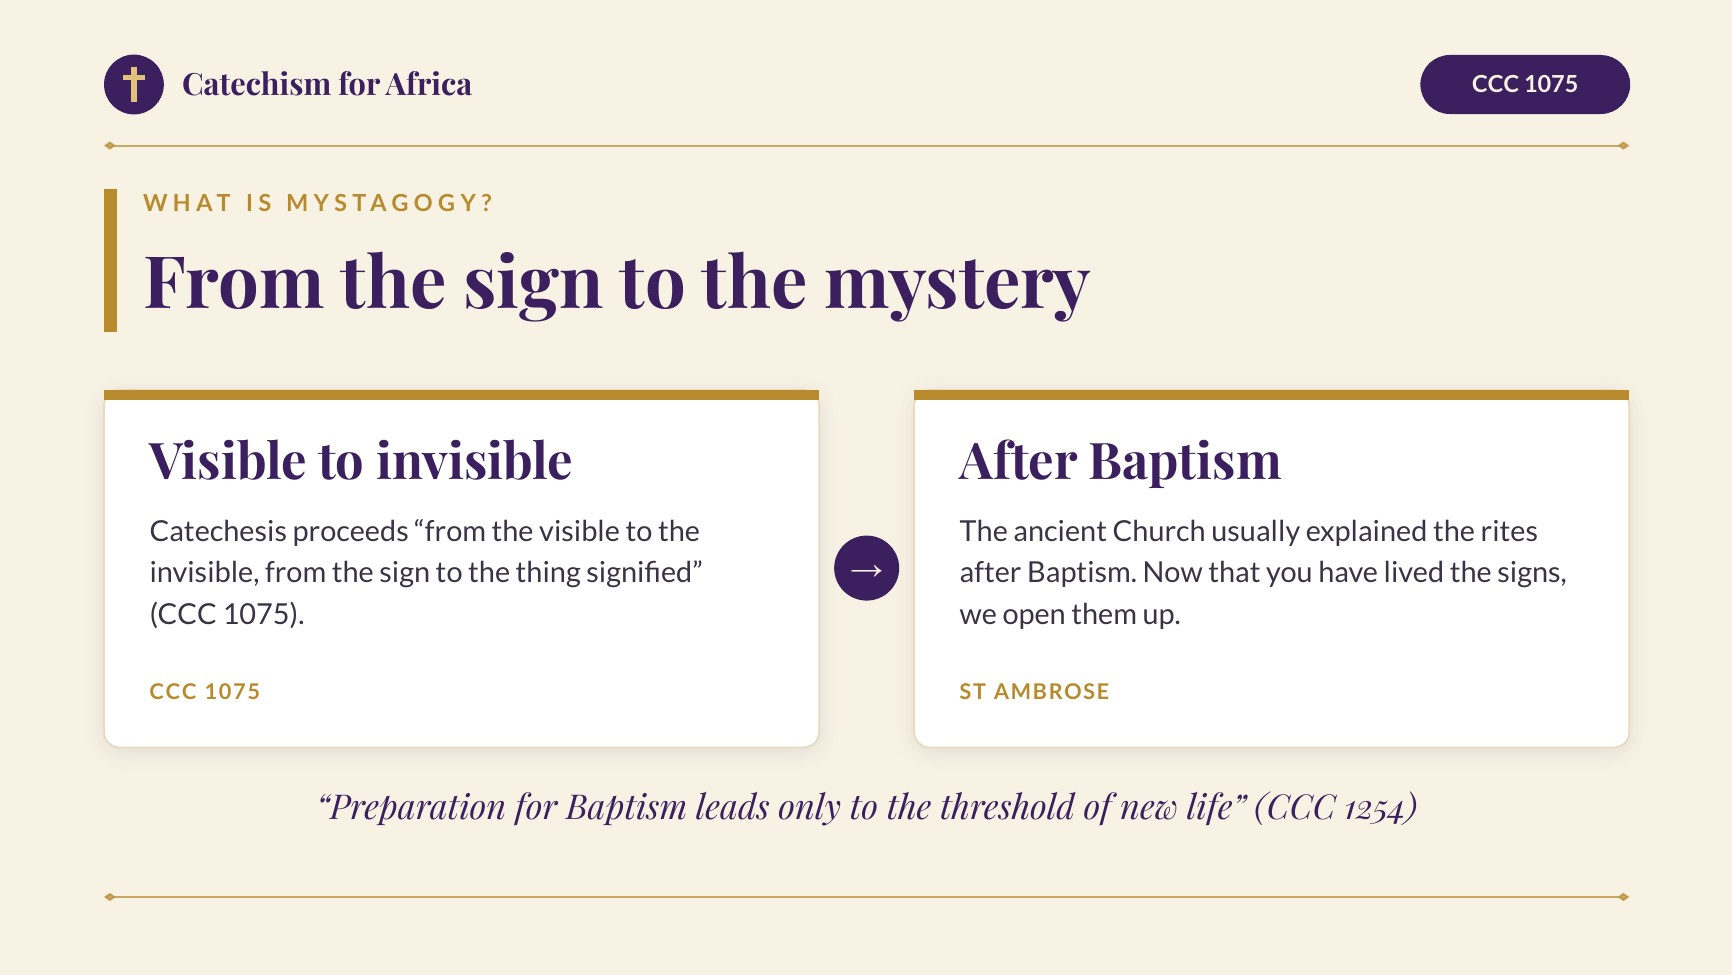 Catechism for Africa
CCC 1075
WHAT IS MYSTAGOGY?
From the sign to the mystery
Visible to invisible
Catechesis proceeds “from the visible to the
invisible, from the sign to the thing signified”
(CCC 1075).
CCC 1075
→
After Baptism
The ancient Church usually explained the rites
after Baptism. Now that you have lived the signs,
we open them up.
ST AMBROSE
“Preparation for Baptism leads only to the threshold of new life” (CCC 1254)